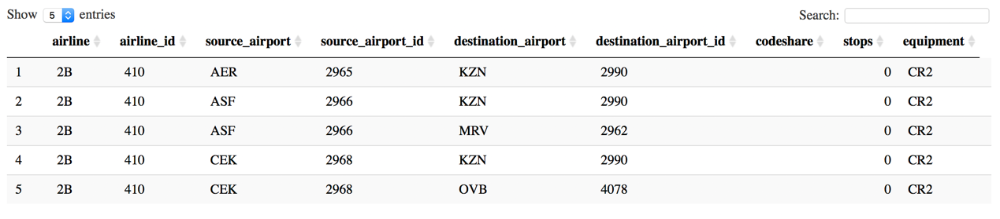 Show 5 entries Search:
airline airline_id source_airport source_airport_id destination_airport destination_airport_id codeshare stops equipment
1 2B 410 AER 2965 KZN 2990 0 CR2
2 2B 410 ASF 2966 KZN 2990 0 CR2
3 2B 410 ASF 2966 MRV 2962 0 CR2
4 2B 410 CEK 2968 KZN 2990 0 CR2
5 2B 410 CEK 2968 OVB 4078 0 CR2